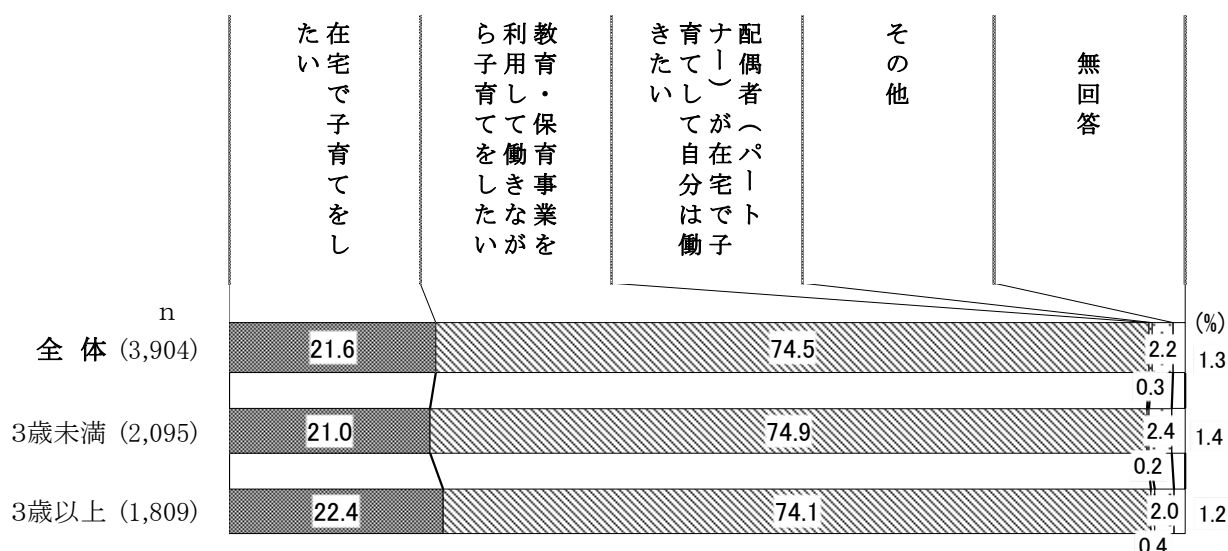 在宅で子育てをし
たい
教育・保育事業を
利用して働きなが
ら子育てをしたい
配偶者（パート
ナー）が在宅で子
育てして自分は働
きたい
その他
無回答
n
(%)
全 体 (3,904)
21.6
74.5
2.2
1.3
0.3
3歳未満 (2,095)
21.0
74.9
2.4
1.4
0.2
3歳以上 (1,809)
22.4
74.1
2.0
1.2
0.4